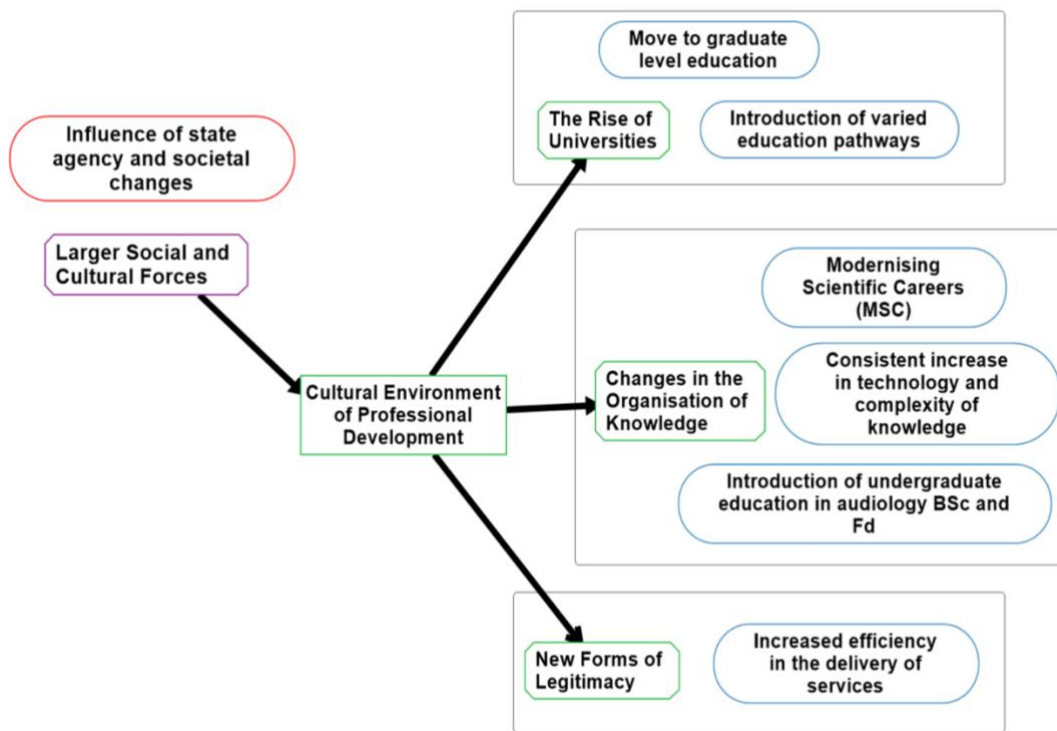 Move to graduate
level education
The Rise of
Universities
Introduction of varied
education pathways
Influence of state
agency and societal
changes
Larger Social and
Cultural Forces
Modernising
Scientific Careers
(MSC)
Cultural Environment
of Professional
Development
Changes in the
Organisation of
Knowledge
Consistent increase
in technology and
complexity of
knowledge
Introduction of undergraduate
education in audiology BSc and
Fd
New Forms of
Legitimacy
Increased efficiency
in the delivery of
services